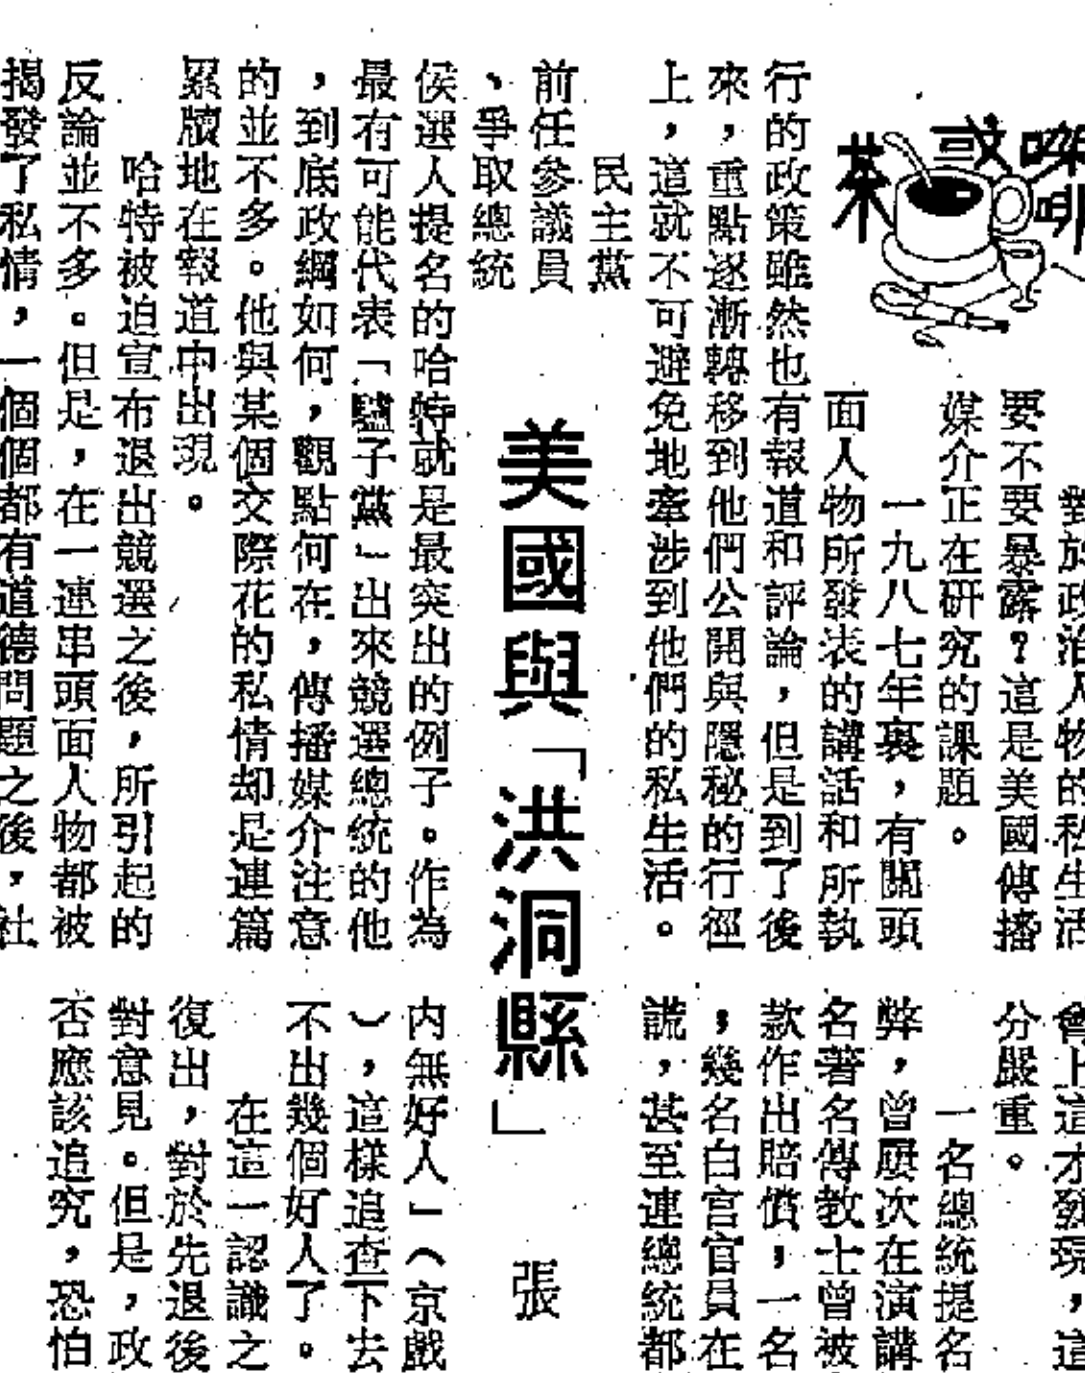 咖啡或茶
美國與「洪洞縣」
張
對於政治人物的私生活
要不要暴露?這是美國傳播
媒介正在研究的課題。
一九八七年裏,有關頭
面人物所發表的講話和所執
行的政策雖然也有報道和評論,但是到了後
來,重點逐漸轉移到他們公開與隱秘的行徑
上,這就不可避免地牽涉到他們的私生活。
民主黨
前任參議員
、爭取總統
侯選人提名的哈特就是最突出的例子。作為
最有可能代表「驢子黨」出來競選總統的他
,到底政綱如何,觀點何在,傳播媒介注意
的並不多。他與某個交際花的私情却是連篇
累牘地在報道中出現。
哈特被迫宣布退出競選之後,所引起的
反論並不多。但是,在一連串頭面人物都被
揭發了私情,一個個都有道德問題之後,社
會上這才發現,這
分嚴重。
一名總統提名
弊,曾屢次在演講
名著名傳教士曾被
款作出賠償,一名
,幾名白宮官員在
謊,甚至連總統都
内無好人」(京戲
),這樣追查下去
不出幾個好人了。
在這一認識之
復出,對於先退後
對意見。但是,政
否應該追究,恐怕